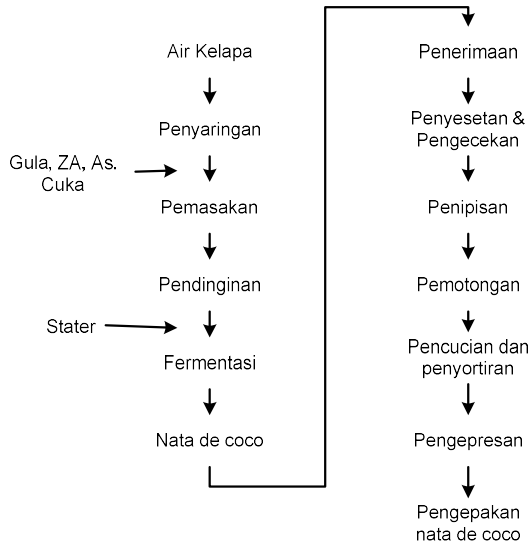 Air Kelapa
Penyaringan
Gula, ZA, As.
Cuka
Pemasakan
Pendinginan
Stater
Fermentasi
Nata de coco
Penerimaan
Penyesetan &
Pengecekan
Penipisan
Pemotongan
Pencucian dan
penyortiran
Pengepresan
Pengepakan
nata de coco